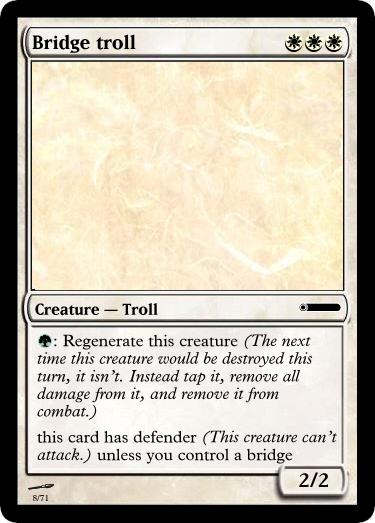 Bridge troll
Creature — Troll
: Regenerate this creature (The next
time this creature would be destroyed this
turn, it isn't. Instead tap it, remove all
damage from it, and remove it from
combat.)
this card has defender (This creature can't
attack.) unless you control a bridge
2/2
8/71